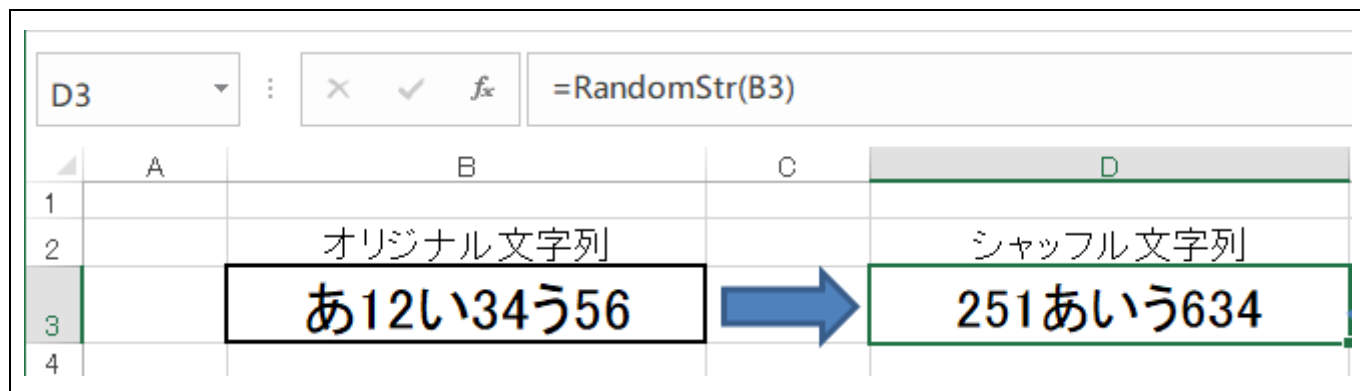 D3 fx =RandomStr(B3)
A B C D
1
2 オリジナル文字列 シャッフル文字列
3 あ12い34う56 251あいう634
4